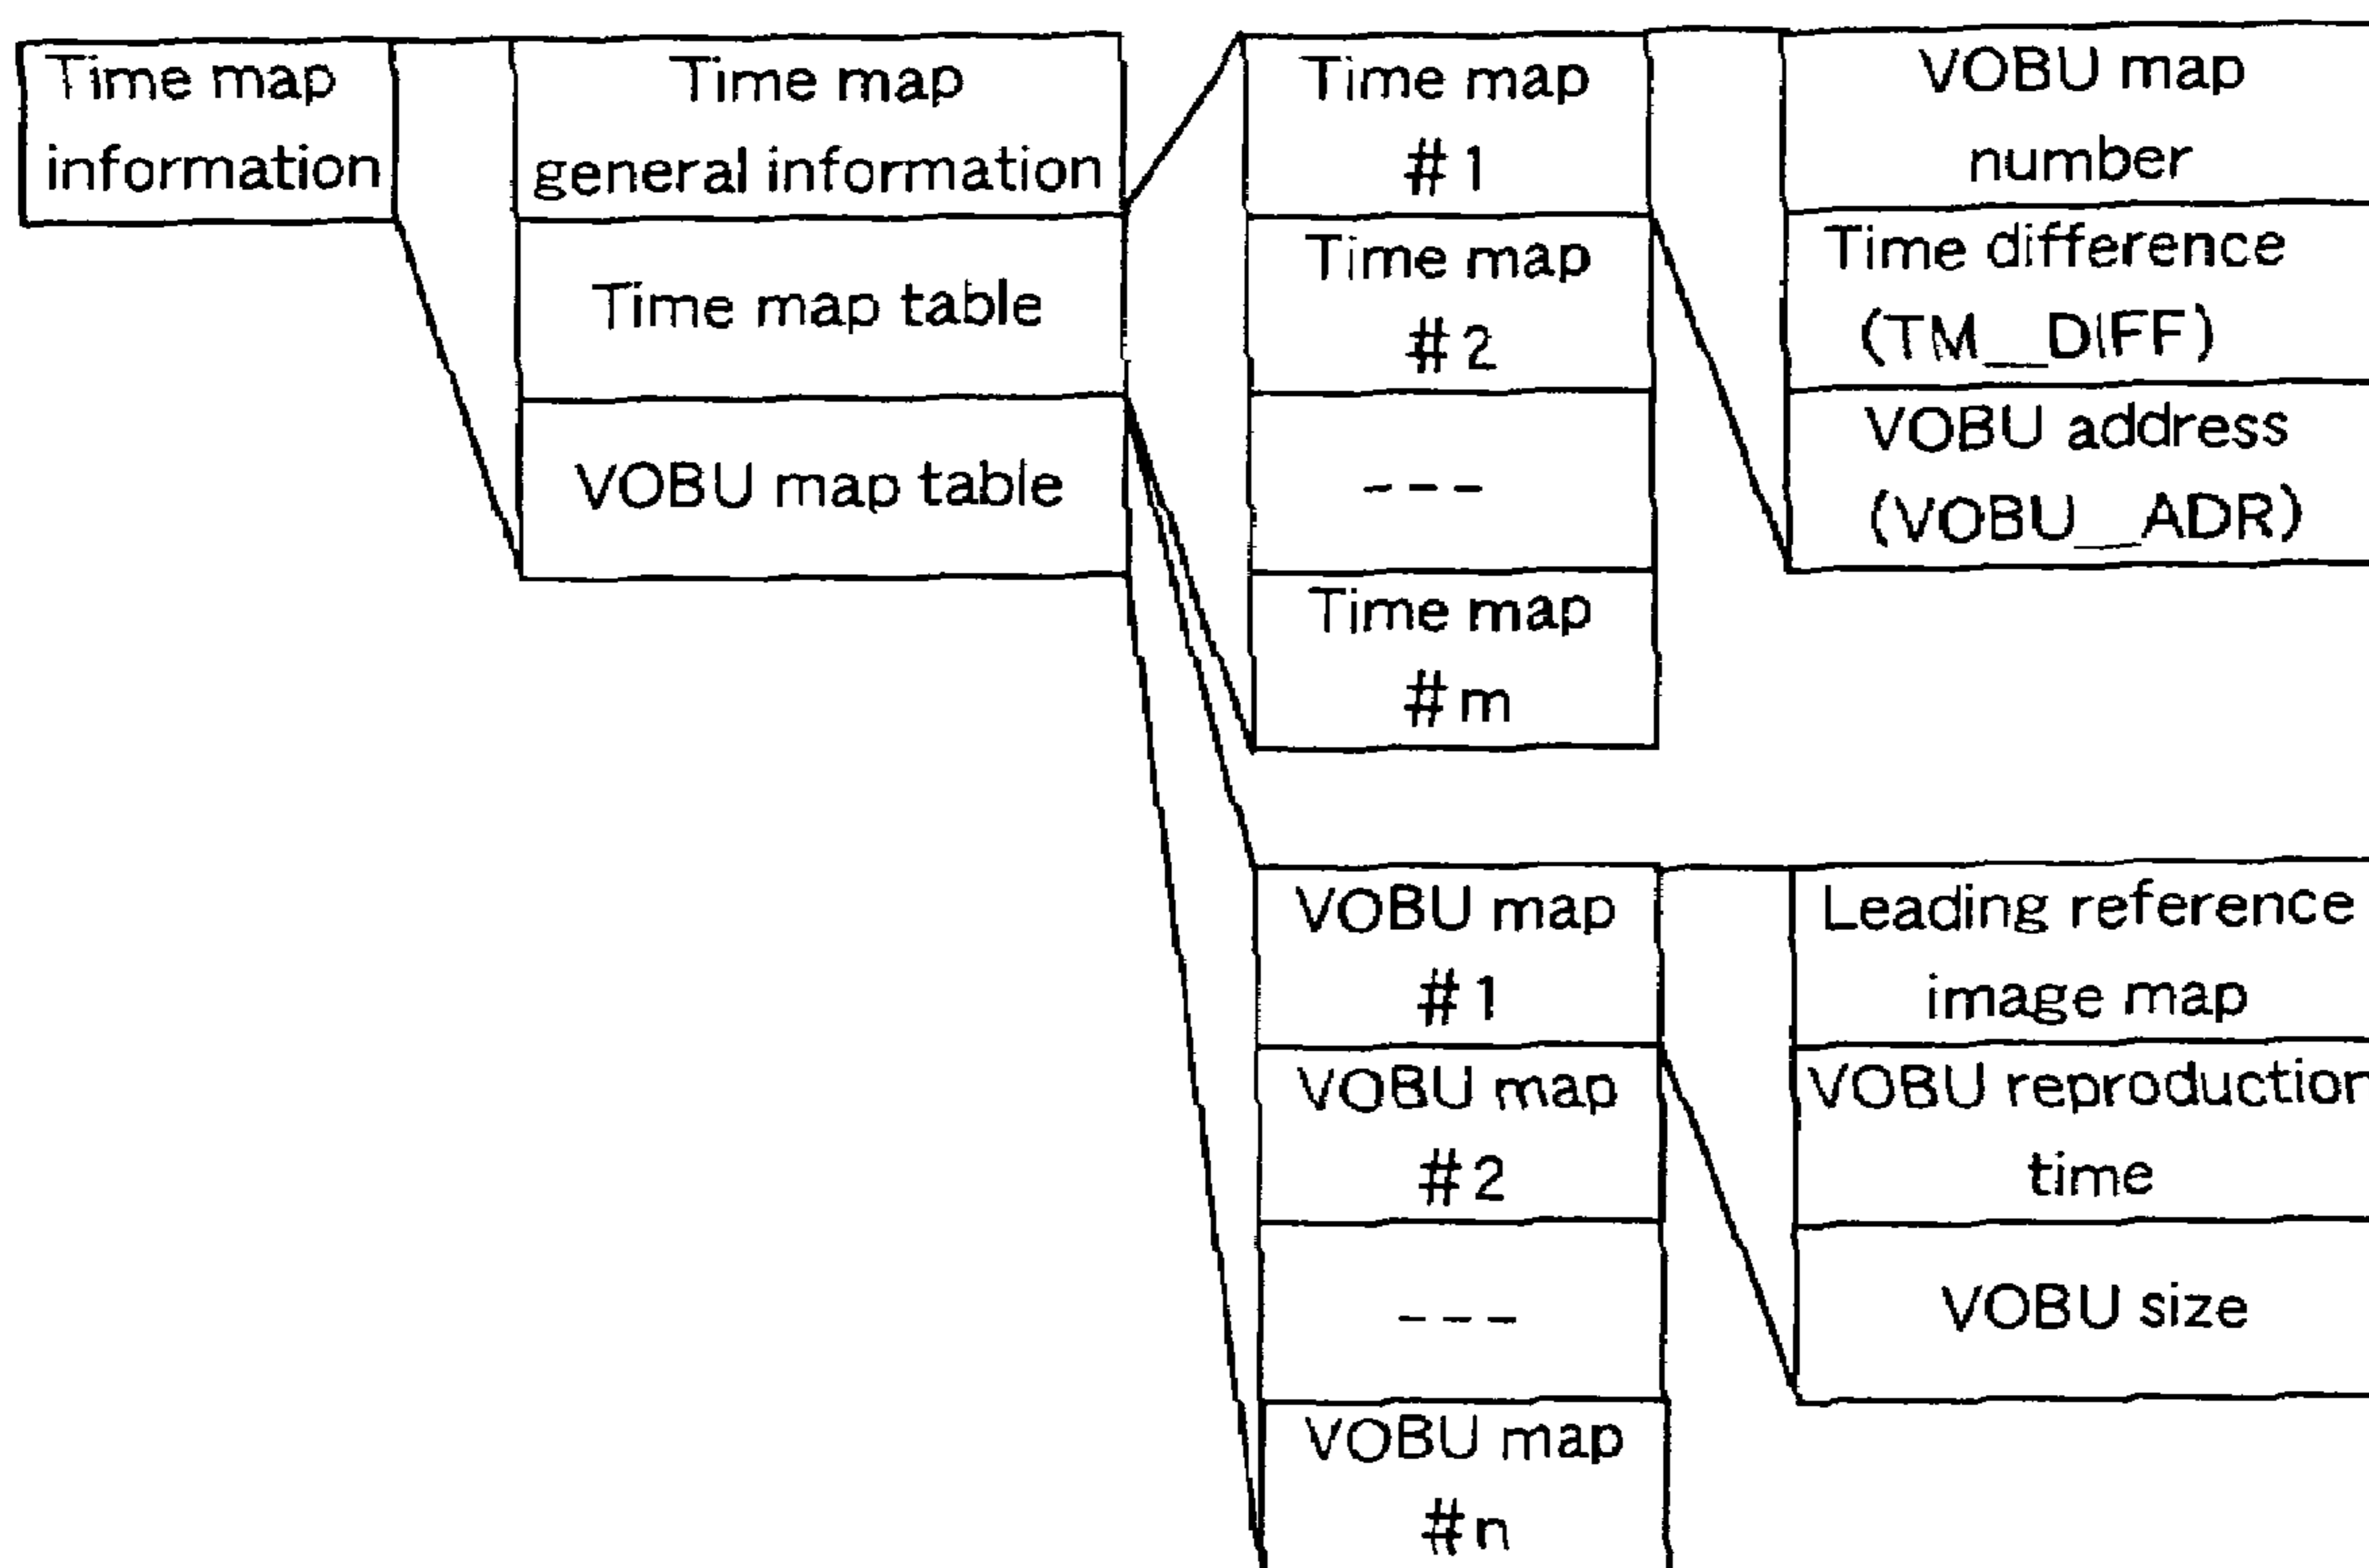 Time map
information
Time map
general information
Time map table
VOBU map table
Time map
#1
Time map
#2
---
Time map
#m
VOBU map
number
Time difference
(TM__DIFF)
VOBU address
(VOBU__ADR)
VOBU map
#1
VOBU map
#2
---
VOBU map
#n
Leading reference
image map
VOBU reproduction
time
VOBU size